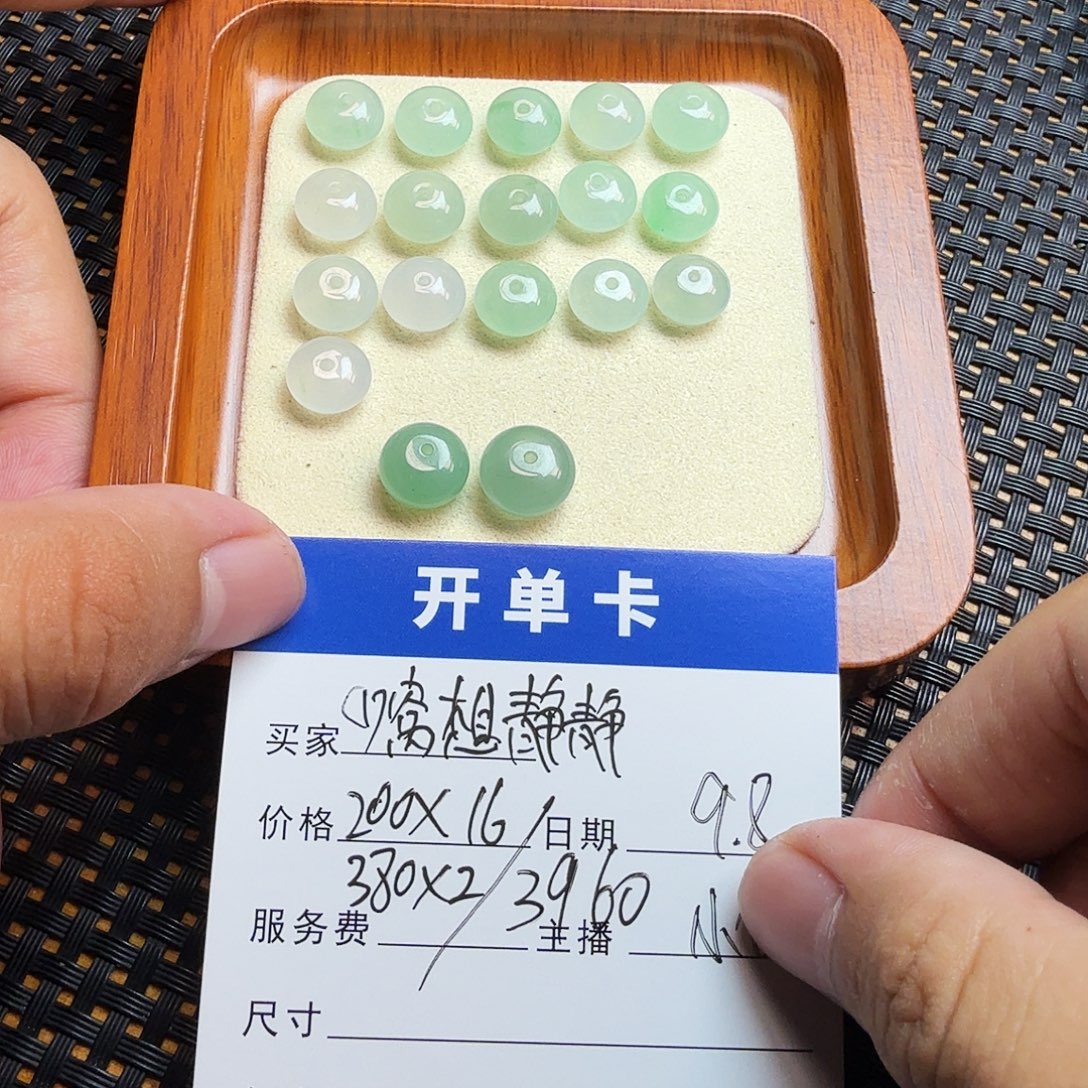 开单卡
买家 窝想静静
价格 200X16/ 日期 9.8
380X2/3960
服务费 主播
尺寸